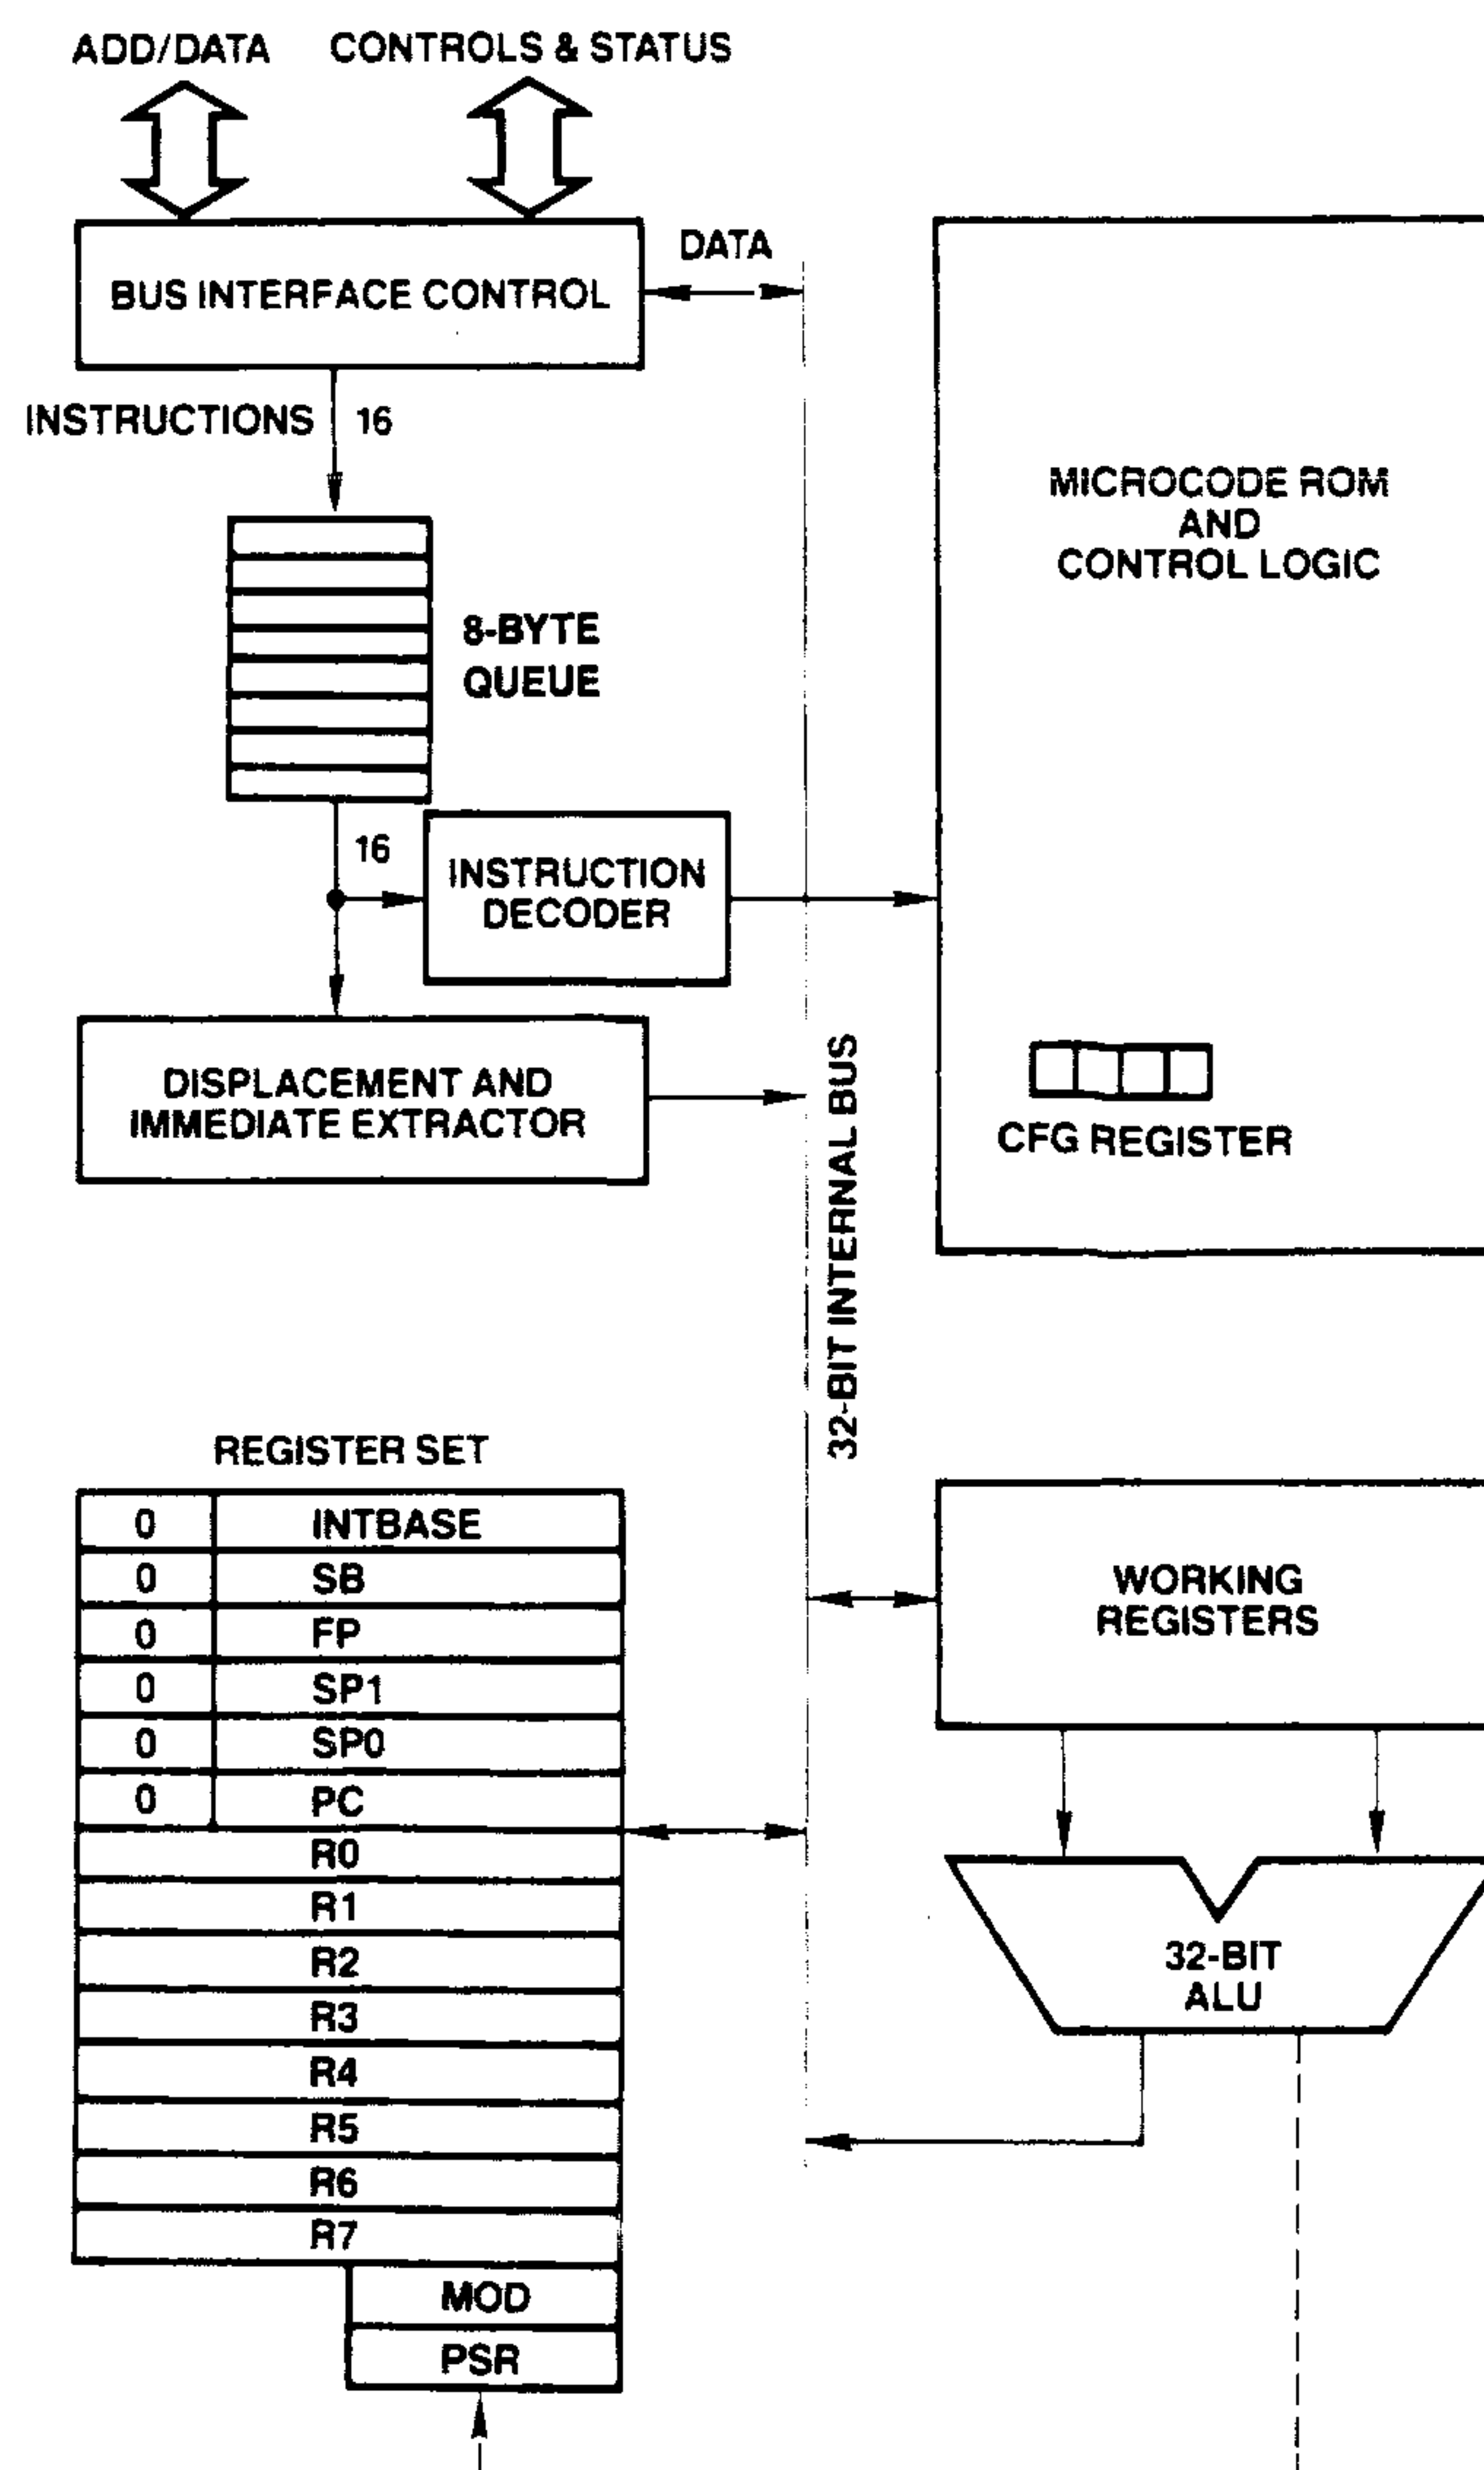 ADD/DATA
CONTROLS & STATUS
BUS INTERFACE CONTROL
DATA
INSTRUCTIONS
16
8-BYTE
QUEUE
16
INSTRUCTION
DECODER
DISPLACEMENT AND
IMMEDIATE EXTRACTOR
MICROCODE ROM
AND
CONTROL LOGIC
CFG REGISTER
32-BIT INTERNAL BUS
REGISTER SET
0 INTBASE
0 SB
0 FP
0 SP1
0 SP0
0 PC
R0
R1
R2
R3
R4
R5
R6
R7
MOD
PSR
WORKING
REGISTERS
32-BIT
ALU